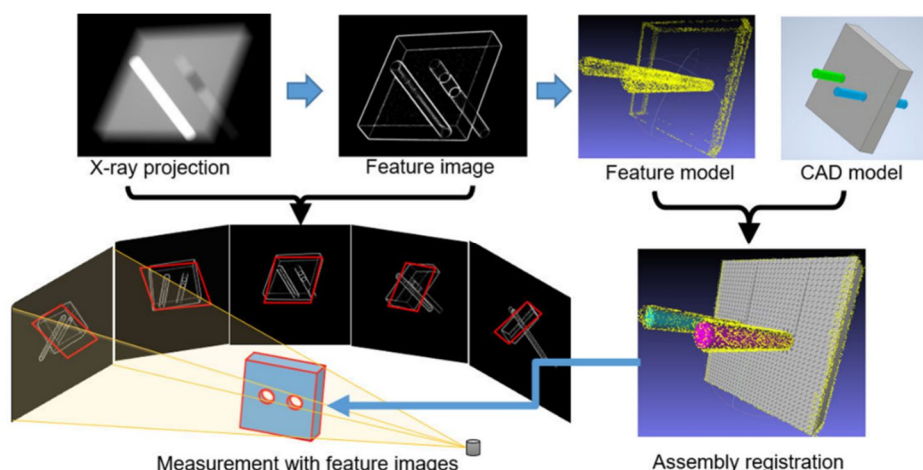 X-ray projection
Feature image
Feature model
CAD model
Measurement with feature images
Assembly registration